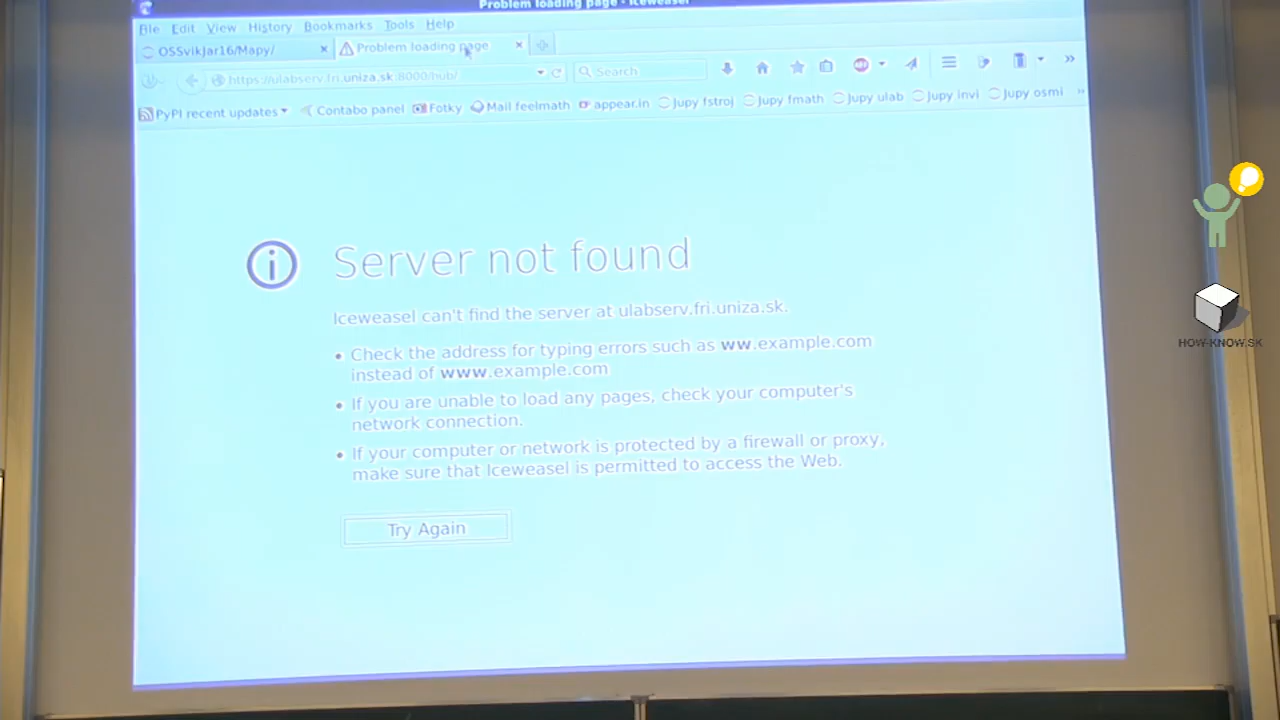 Problem loading page - Iceweasel
File Edit View History Bookmarks Tools Help
OSSvikJar16/Mapy/ Problem loading page
https://ulabserv.fri.uniza.sk:8000/hub/ Search ABP
PyPI recent updates Contabo panel Fotky Mail feelmath appear.in Jupy fstroj Jupy fmath Jupy ulab Jupy invi Jupy osmi
Server not found
Iceweasel can't find the server at ulabserv.fri.uniza.sk.
• Check the address for typing errors such as ww.example.com
instead of www.example.com
• If you are unable to load any pages, check your computer's
network connection.
• If your computer or network is protected by a firewall or proxy,
make sure that Iceweasel is permitted to access the Web.
Try Again
HOW-KNOW.SK